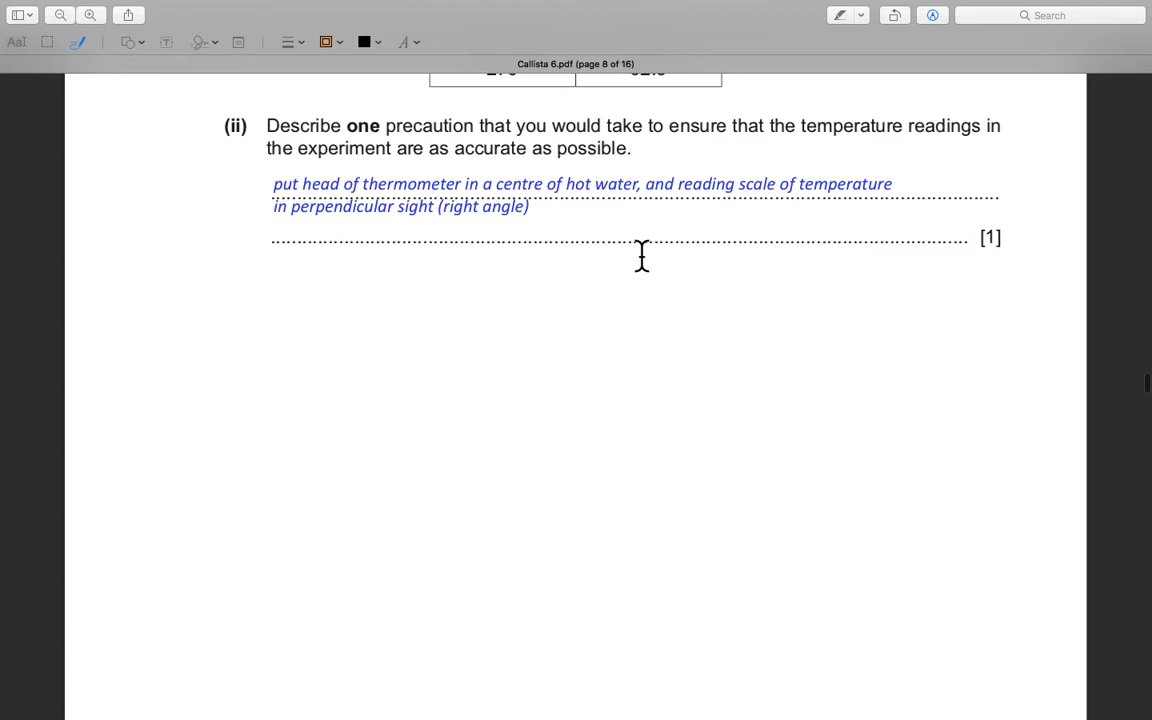 Search
AaI
T
A
Callista 6.pdf (page 8 of 16)
(ii) Describe one precaution that you would take to ensure that the temperature readings in
the experiment are as accurate as possible.
put head of thermometer in a centre of hot water, and reading scale of temperature
in perpendicular sight (right angle)
[1]